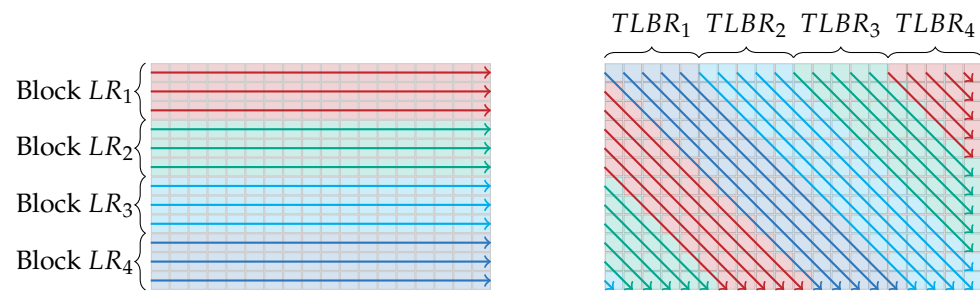 TLBR₁ TLBR₂ TLBR₃ TLBR₄
Block LR₁
Block LR₂
Block LR₃
Block LR₄